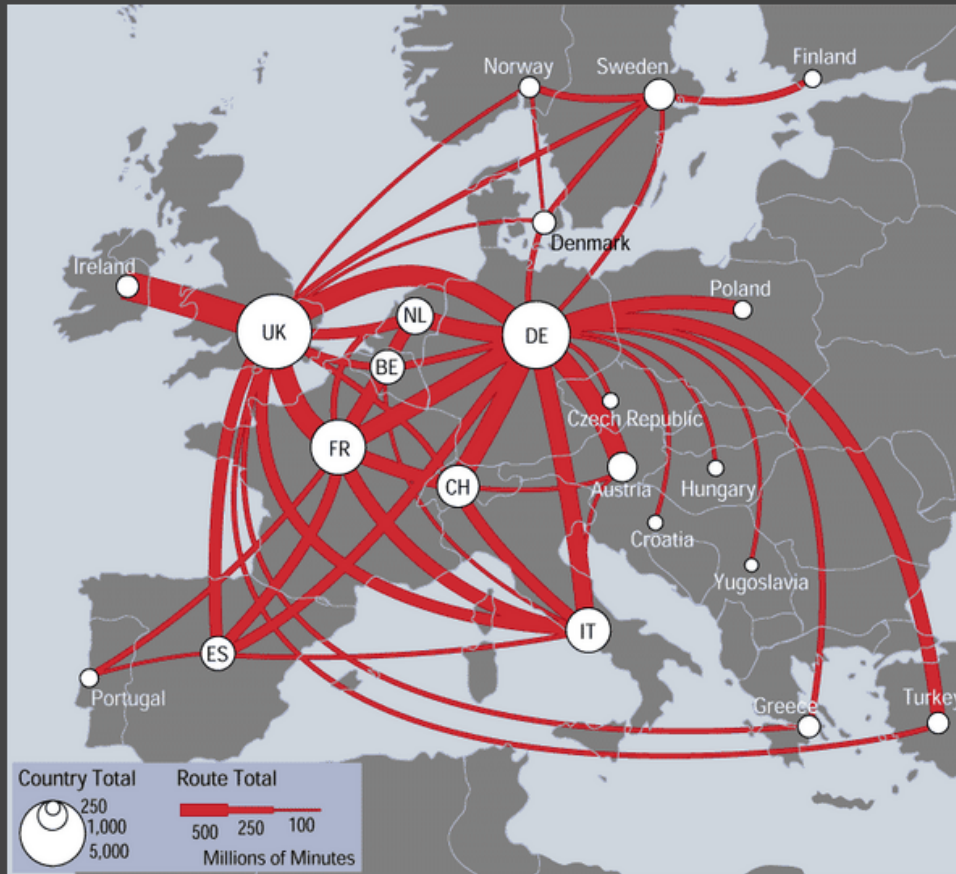 Norway
Sweden
Finland
Denmark
Ireland
UK
NL
DE
Poland
BE
Czech Republic
FR
CH
Austria
Hungary
Croatia
Yugoslavia
IT
ES
Portugal
Greece
Turkey
Country Total
250
1,000
5,000
Route Total
500 250 100
Millions of Minutes